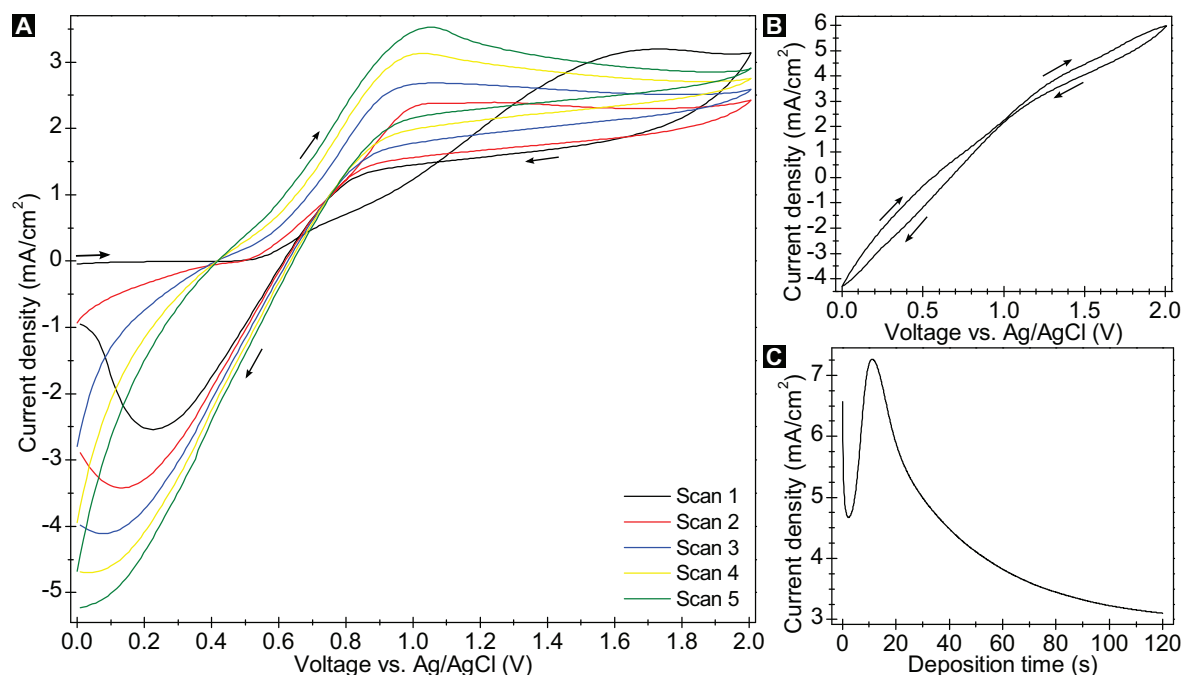 A
Current density (mA/cm²)
3
2
1
0
-1
-2
-3
-4
-5
0.0 0.2 0.4 0.6 0.8 1.0 1.2 1.4 1.6 1.8 2.0
Voltage vs. Ag/AgCl (V)
Scan 1
Scan 2
Scan 3
Scan 4
Scan 5
B
Current density (mA/cm²)
6
5
4
3
2
1
0
-1
-2
-3
-4
0.0 0.5 1.0 1.5 2.0
Voltage vs. Ag/AgCl (V)
C
Current density (mA/cm²)
7
6
5
4
3
0 20 40 60 80 100 120
Deposition time (s)